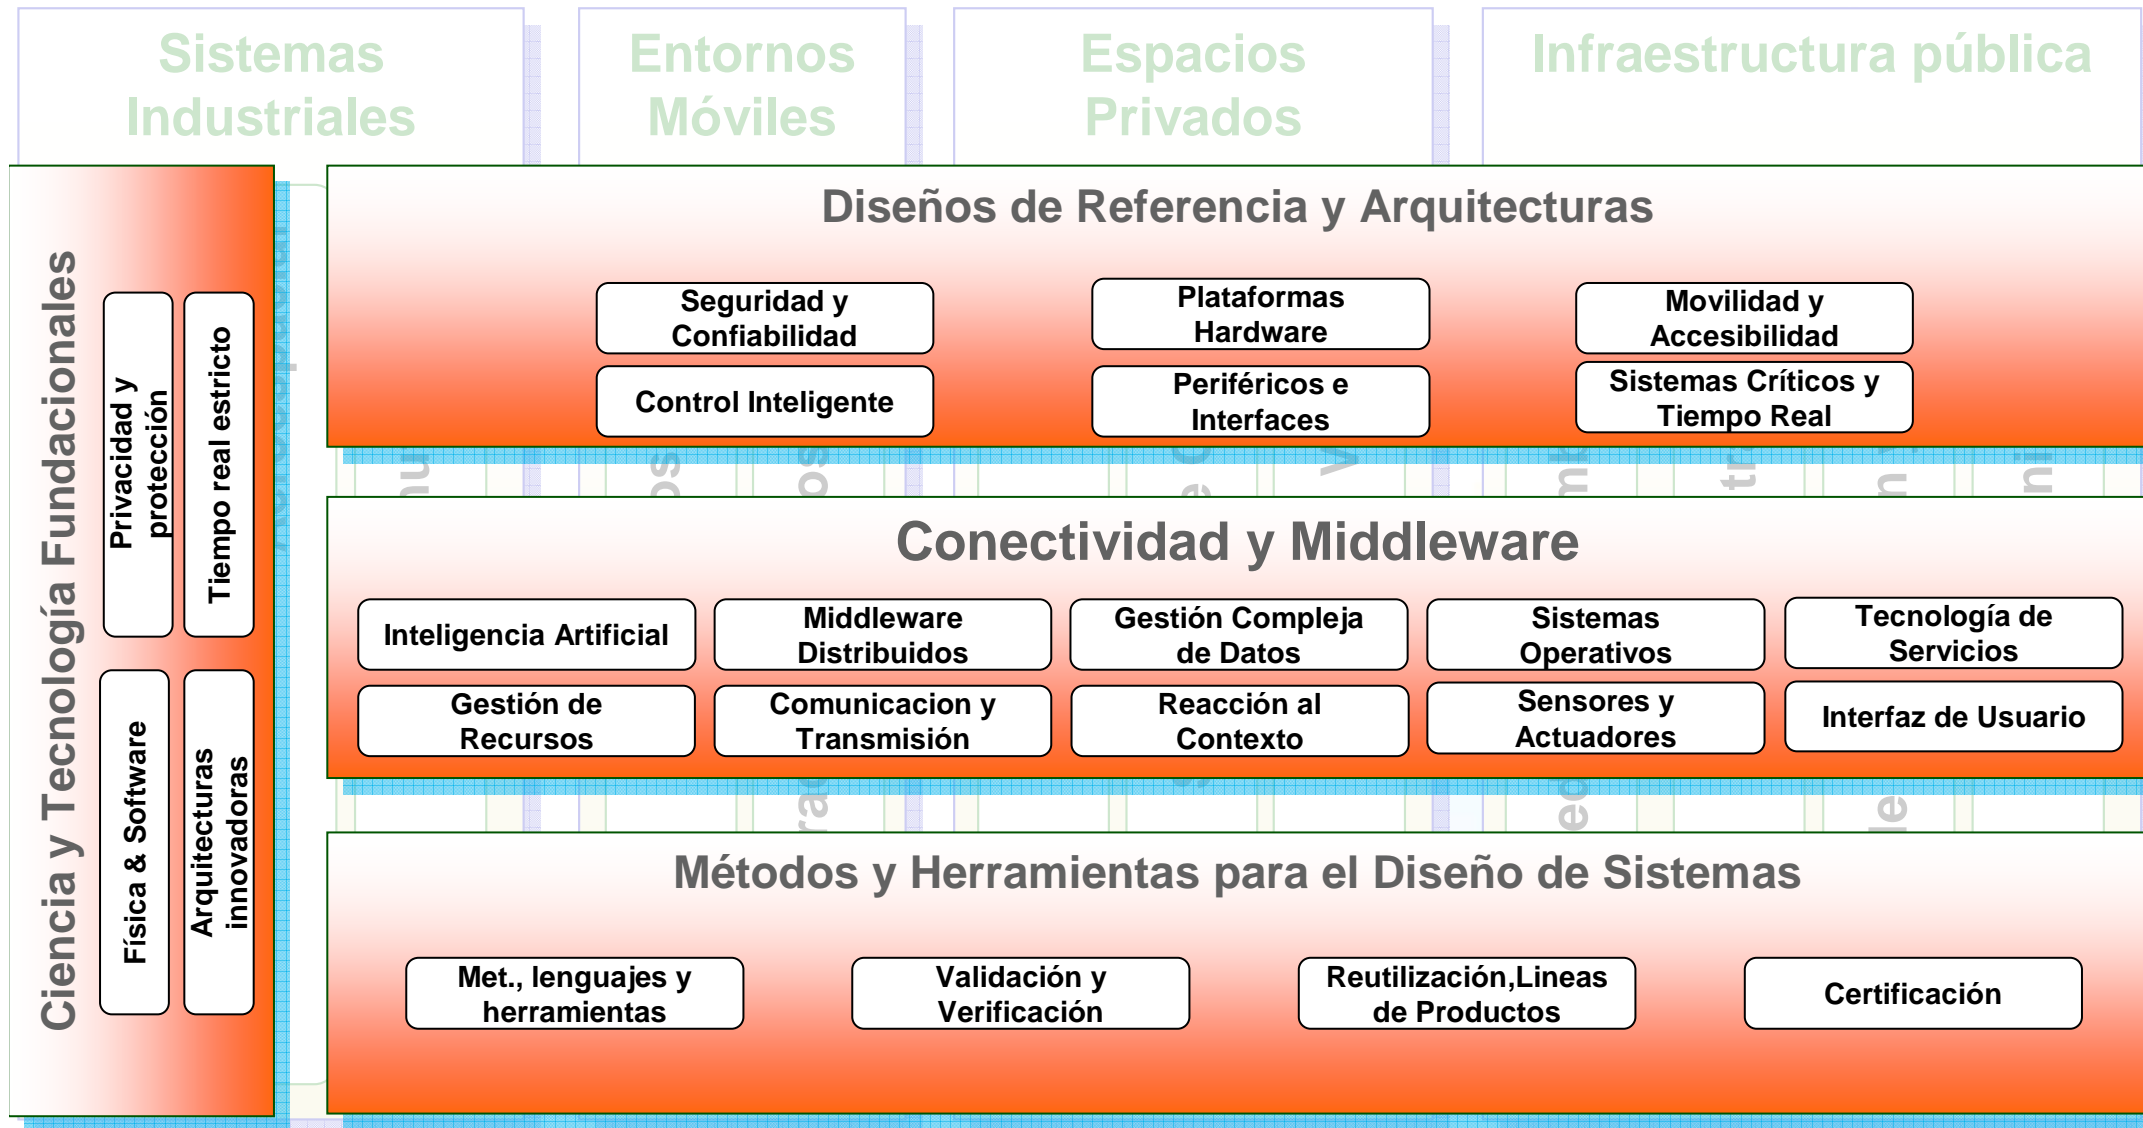 Sistemas
Industriales
Entornos
Móviles
Espacios
Privados
Infraestructura pública
Ciencia y Tecnología Fundacionales
Privacidad y
protección
Tiempo real estricto
Física & Software
Arquitecturas
innovadoras
Diseños de Referencia y Arquitecturas
Seguridad y
Confiabilidad
Plataformas
Hardware
Movilidad y
Accesibilidad
Control Inteligente
Periféricos e
Interfaces
Sistemas Críticos y
Tiempo Real
Conectividad y Middleware
Inteligencia Artificial
Middleware
Distribuidos
Gestión Compleja
de Datos
Sistemas
Operativos
Tecnología de
Servicios
Gestión de
Recursos
Comunicacion y
Transmisión
Reacción al
Contexto
Sensores y
Actuadores
Interfaz de Usuario
Métodos y Herramientas para el Diseño de Sistemas
Met., lenguajes y
herramientas
Validación y
Verificación
Reutilización,Lineas
de Productos
Certificación